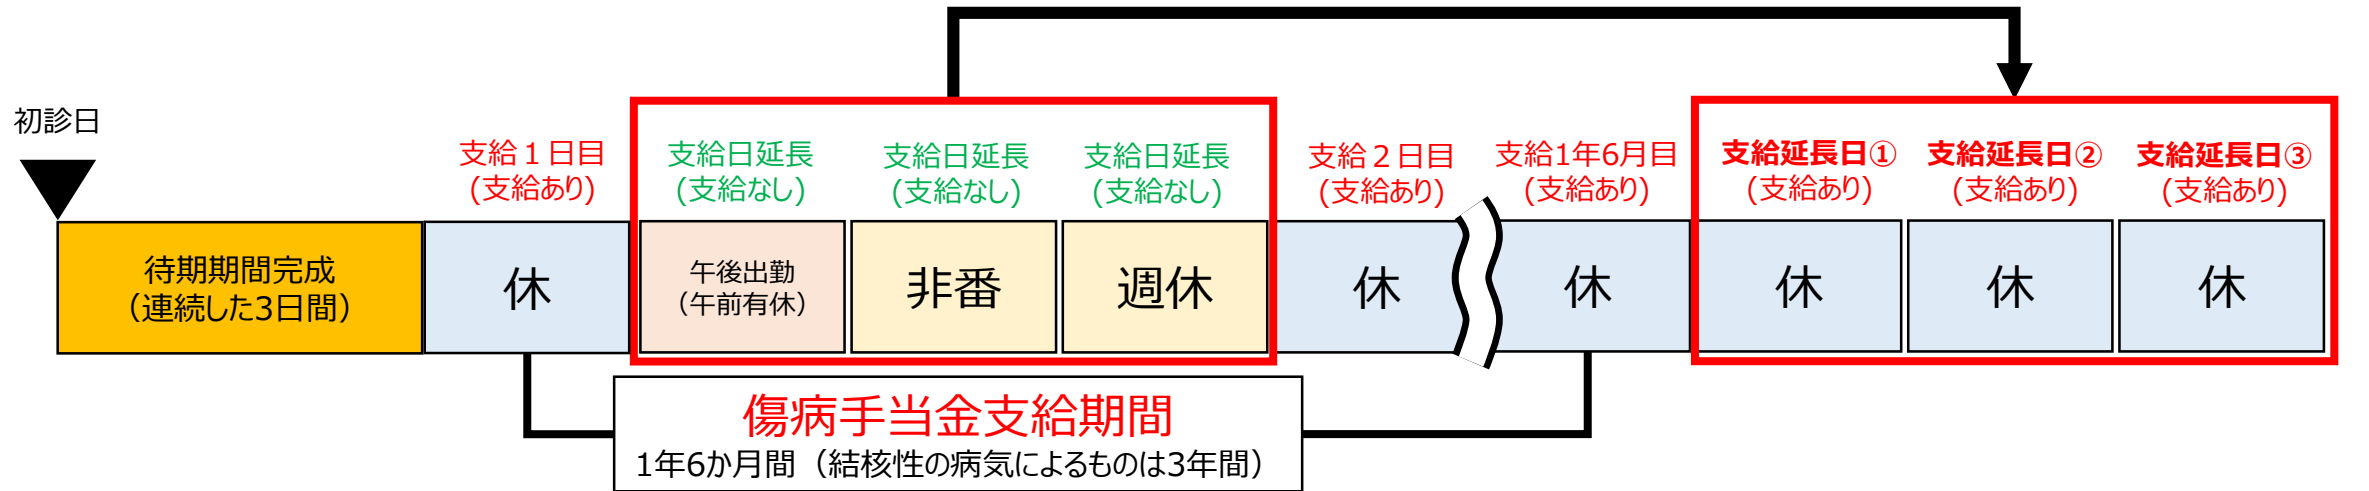 初診日
支給１日目
(支給あり)
支給日延長
(支給なし)
支給日延長
(支給なし)
支給日延長
(支給なし)
支給２日目
(支給あり)
支給1年6月目
(支給あり)
支給延長日①
(支給あり)
支給延長日②
(支給あり)
支給延長日③
(支給あり)
待期期間完成
（連続した3日間）
休
午後出勤
（午前有休）
非番
週休
休
休
休
休
休
傷病手当金支給期間
1年6か月間（結核性の病気によるものは3年間）